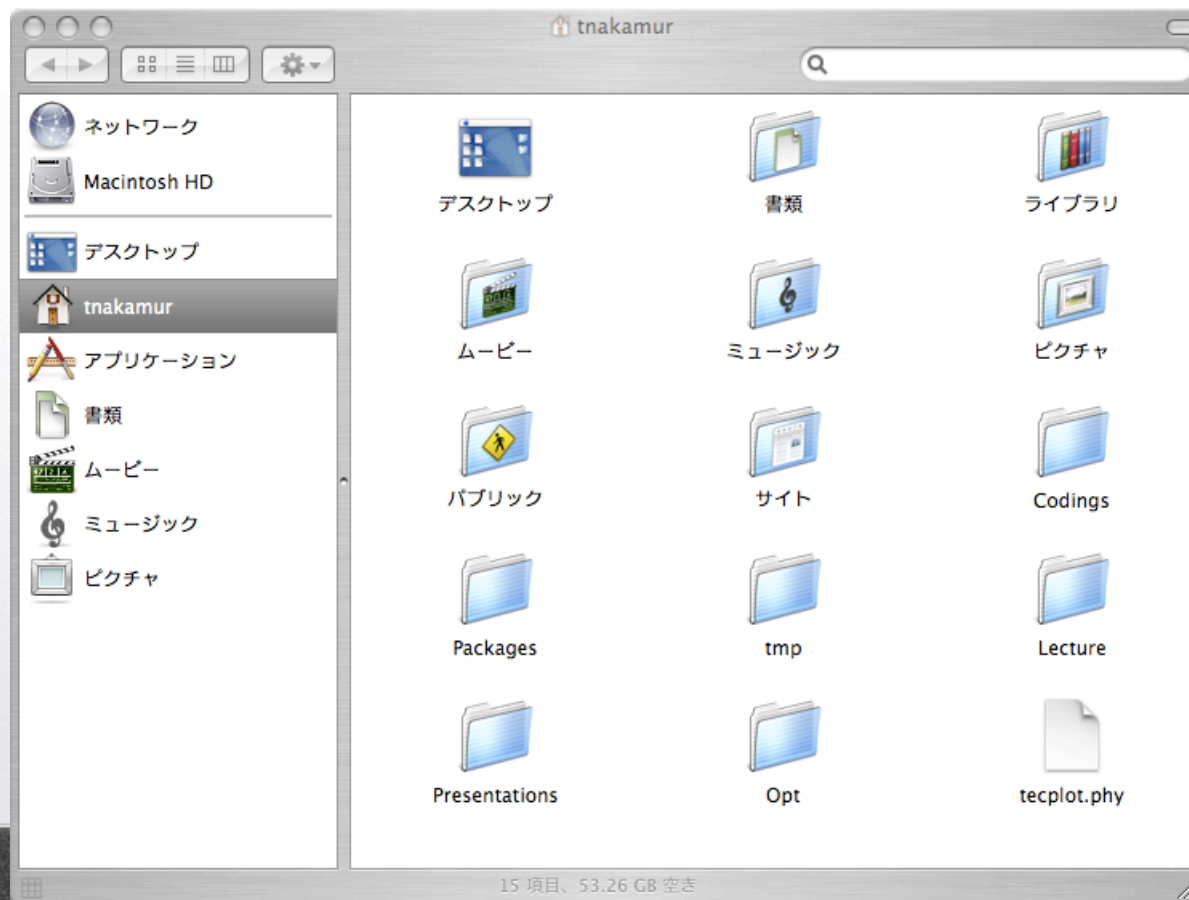 tnakamur
ネットワーク
Macintosh HD
デスクトップ
tnakamur
アプリケーション
書類
ムービー
ミュージック
ピクチャ
デスクトップ
書類
ライブラリ
ムービー
ミュージック
ピクチャ
パブリック
サイト
Codings
Packages
tmp
Lecture
Presentations
Opt
tecplot.phy
15 項目、53.26 GB 空き